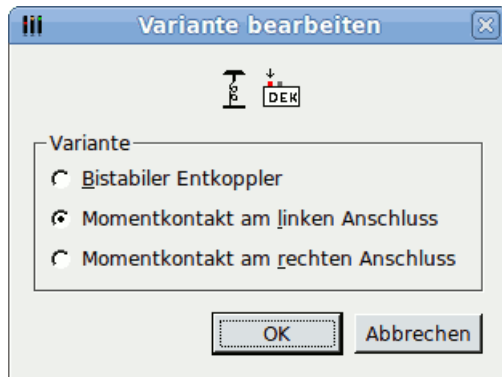 Variante bearbeiten
DEK
Variante
Bistabiler Entkoppler
Momentkontakt am linken Anschluss
Momentkontakt am rechten Anschluss
OK
Abbrechen